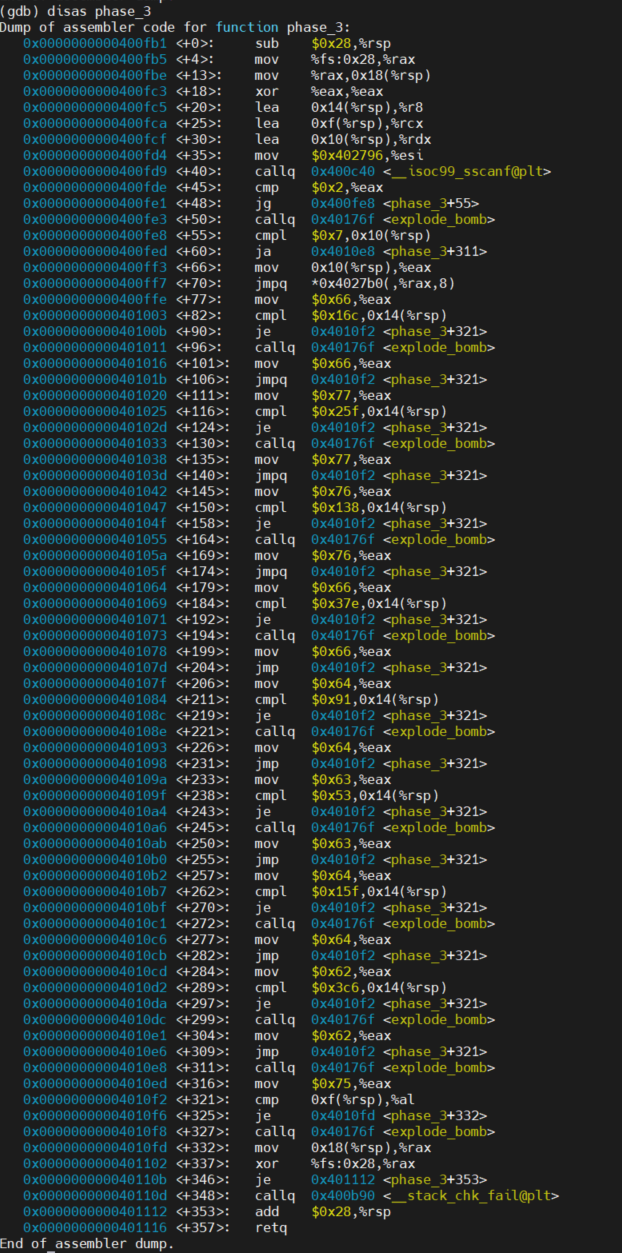 (gdb) disas phase_3
Dump of assembler code for function phase_3:
0x0000000000400fb1 <+0>: sub $0x28,%rsp
0x0000000000400fb5 <+4>: mov %fs:0x28,%rax
0x0000000000400fbe <+13>: mov %rax,0x18(%rsp)
0x0000000000400fc3 <+18>: xor %eax,%eax
0x0000000000400fc5 <+20>: lea 0x14(%rsp),%r8
0x0000000000400fca <+25>: lea 0xf(%rsp),%rcx
0x0000000000400fcf <+30>: lea 0x10(%rsp),%rdx
0x0000000000400fd4 <+35>: mov $0x402796,%esi
0x0000000000400fd9 <+40>: callq 0x400c40 <__isoc99_sscanf@plt>
0x0000000000400fde <+45>: cmp $0x2,%eax
0x0000000000400fe1 <+48>: jg 0x400fe8 <phase_3+55>
0x0000000000400fe3 <+50>: callq 0x40176f <explode_bomb>
0x0000000000400fe8 <+55>: cmpl $0x7,0x10(%rsp)
0x0000000000400fed <+60>: ja 0x4010e8 <phase_3+311>
0x0000000000400ff3 <+66>: mov 0x10(%rsp),%eax
0x0000000000400ff7 <+70>: jmpq *0x4027b0(,%rax,8)
0x0000000000400ffe <+77>: mov $0x66,%eax
0x0000000000401003 <+82>: cmpl $0x16c,0x14(%rsp)
0x000000000040100b <+90>: je 0x4010f2 <phase_3+321>
0x0000000000401011 <+96>: callq 0x40176f <explode_bomb>
0x0000000000401016 <+101>: mov $0x66,%eax
0x000000000040101b <+106>: jmpq 0x4010f2 <phase_3+321>
0x0000000000401020 <+111>: mov $0x77,%eax
0x0000000000401025 <+116>: cmpl $0x25f,0x14(%rsp)
0x000000000040102d <+124>: je 0x4010f2 <phase_3+321>
0x0000000000401033 <+130>: callq 0x40176f <explode_bomb>
0x0000000000401038 <+135>: mov $0x77,%eax
0x000000000040103d <+140>: jmpq 0x4010f2 <phase_3+321>
0x0000000000401042 <+145>: mov $0x76,%eax
0x0000000000401047 <+150>: cmpl $0x138,0x14(%rsp)
0x000000000040104f <+158>: je 0x4010f2 <phase_3+321>
0x0000000000401055 <+164>: callq 0x40176f <explode_bomb>
0x000000000040105a <+169>: mov $0x76,%eax
0x000000000040105f <+174>: jmpq 0x4010f2 <phase_3+321>
0x0000000000401064 <+179>: mov $0x66,%eax
0x0000000000401069 <+184>: cmpl $0x37e,0x14(%rsp)
0x0000000000401071 <+192>: je 0x4010f2 <phase_3+321>
0x0000000000401073 <+194>: callq 0x40176f <explode_bomb>
0x0000000000401078 <+199>: mov $0x66,%eax
0x000000000040107d <+204>: jmp 0x4010f2 <phase_3+321>
0x000000000040107f <+206>: mov $0x64,%eax
0x0000000000401084 <+211>: cmpl $0x91,0x14(%rsp)
0x000000000040108c <+219>: je 0x4010f2 <phase_3+321>
0x000000000040108e <+221>: callq 0x40176f <explode_bomb>
0x0000000000401093 <+226>: mov $0x64,%eax
0x0000000000401098 <+231>: jmp 0x4010f2 <phase_3+321>
0x000000000040109a <+233>: mov $0x63,%eax
0x000000000040109f <+238>: cmpl $0x53,0x14(%rsp)
0x00000000004010a4 <+243>: je 0x4010f2 <phase_3+321>
0x00000000004010a6 <+245>: callq 0x40176f <explode_bomb>
0x00000000004010ab <+250>: mov $0x63,%eax
0x00000000004010b0 <+255>: jmp 0x4010f2 <phase_3+321>
0x00000000004010b2 <+257>: mov $0x64,%eax
0x00000000004010b7 <+262>: cmpl $0x15f,0x14(%rsp)
0x00000000004010bf <+270>: je 0x4010f2 <phase_3+321>
0x00000000004010c1 <+272>: callq 0x40176f <explode_bomb>
0x00000000004010c6 <+277>: mov $0x64,%eax
0x00000000004010cb <+282>: jmp 0x4010f2 <phase_3+321>
0x00000000004010cd <+284>: mov $0x62,%eax
0x00000000004010d2 <+289>: cmpl $0x3c6,0x14(%rsp)
0x00000000004010da <+297>: je 0x4010f2 <phase_3+321>
0x00000000004010dc <+299>: callq 0x40176f <explode_bomb>
0x00000000004010e1 <+304>: mov $0x62,%eax
0x00000000004010e6 <+309>: jmp 0x4010f2 <phase_3+321>
0x00000000004010e8 <+311>: callq 0x40176f <explode_bomb>
0x00000000004010ed <+316>: mov $0x75,%eax
0x00000000004010f2 <+321>: cmp 0xf(%rsp),%al
0x00000000004010f6 <+325>: je 0x4010fd <phase_3+332>
0x00000000004010f8 <+327>: callq 0x40176f <explode_bomb>
0x00000000004010fd <+332>: mov 0x18(%rsp),%rax
0x0000000000401102 <+337>: xor %fs:0x28,%rax
0x000000000040110b <+346>: je 0x401112 <phase_3+353>
0x000000000040110d <+348>: callq 0x400b90 <__stack_chk_fail@plt>
0x0000000000401112 <+353>: add $0x28,%rsp
0x0000000000401116 <+357>: retq
End of assembler dump.